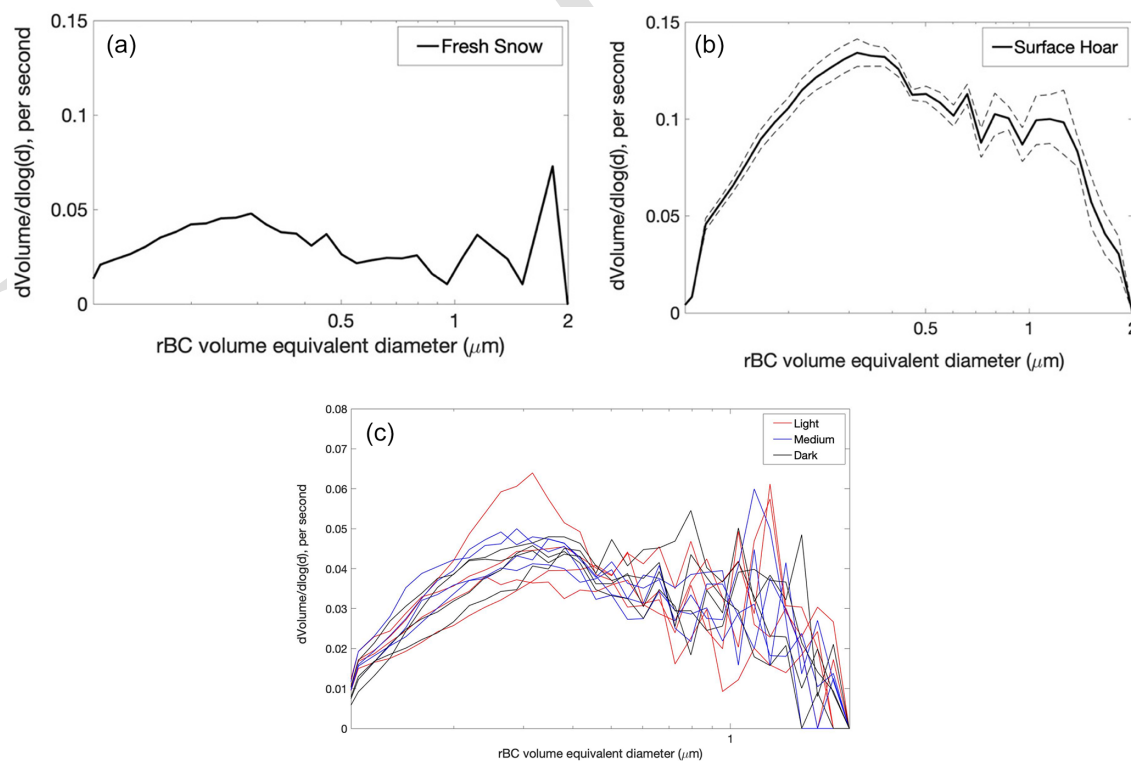 (a)
Fresh Snow
0.15
0.1
0.05
0
0.5
1
2
dVolume/dlog(d), per second
rBC volume equivalent diameter (μm)
(b)
Surface Hoar
0.15
0.1
0.05
0
0.5
1
dVolume/dlog(d), per second
rBC volume equivalent diameter (μm)
(c)
Light
Medium
Dark
0.08
0.07
0.06
0.05
0.04
0.03
0.02
0.01
0
1
dVolume/dlog(d), per second
rBC volume equivalent diameter (μm)